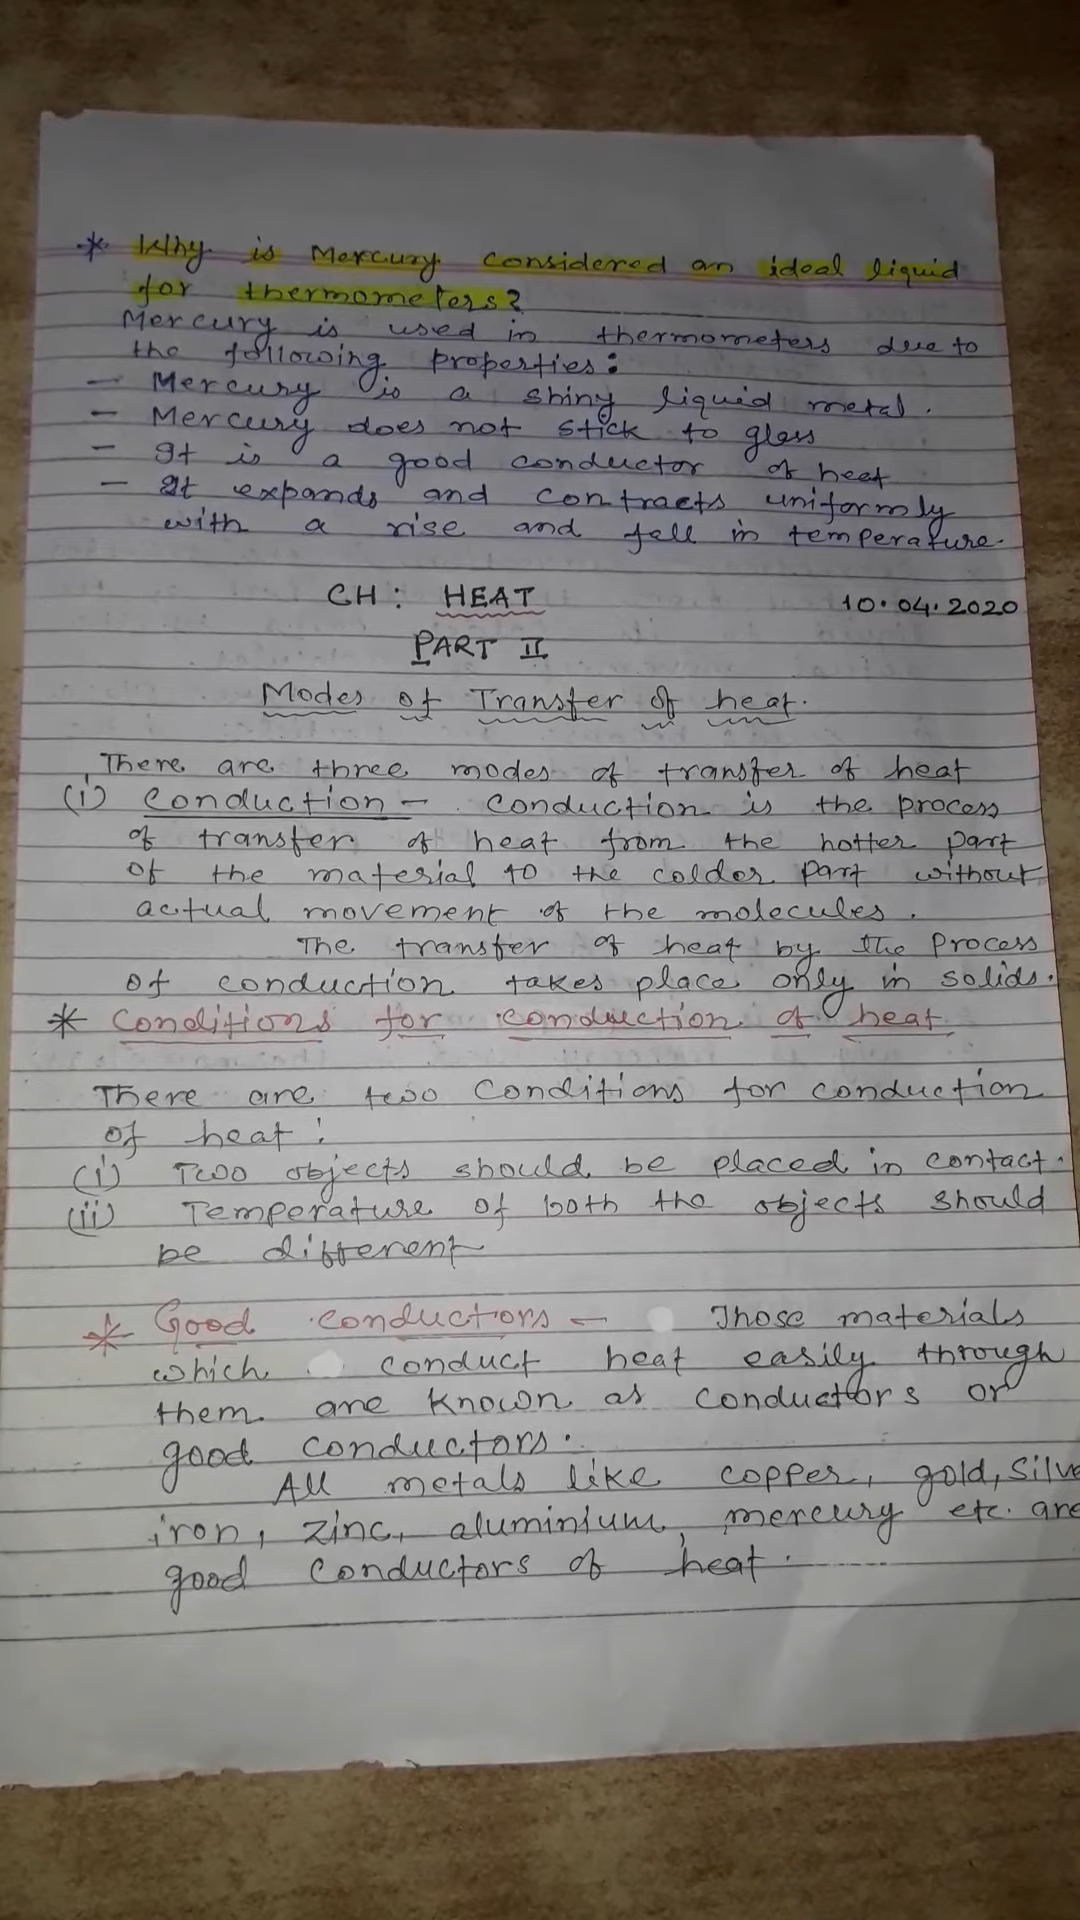 * Why is Mercury considered an ideal liquid
for thermometers?
Mercury is used in thermometers due to
the following properties:
- Mercury is a shiny liquid metal.
- Mercury does not stick to glass
- It is a good conductor of heat
- It expands and contracts uniformly
with a rise and fall in temperature.
CH: HEAT 10.04.2020
PART II
Modes of Transfer of heat.
There are three modes of transfer of heat
(i) Conduction - conduction is the process
of transfer of heat from the hotter part
of the material to the colder part without
actual movement of the molecules.
The transfer of heat by the process
of conduction takes place only in solids.
* Conditions for conduction of heat
There are two conditions for conduction
of heat:
(i) Two objects should be placed in contact.
(ii) Temperature of both the objects should
be different
* Good conductors - Those materials
which conduct heat easily through
them are known as conductors or
good conductors.
All metals like copper, gold, Silve
iron, zinc, aluminium, mercury etc. are
good conductors of heat.